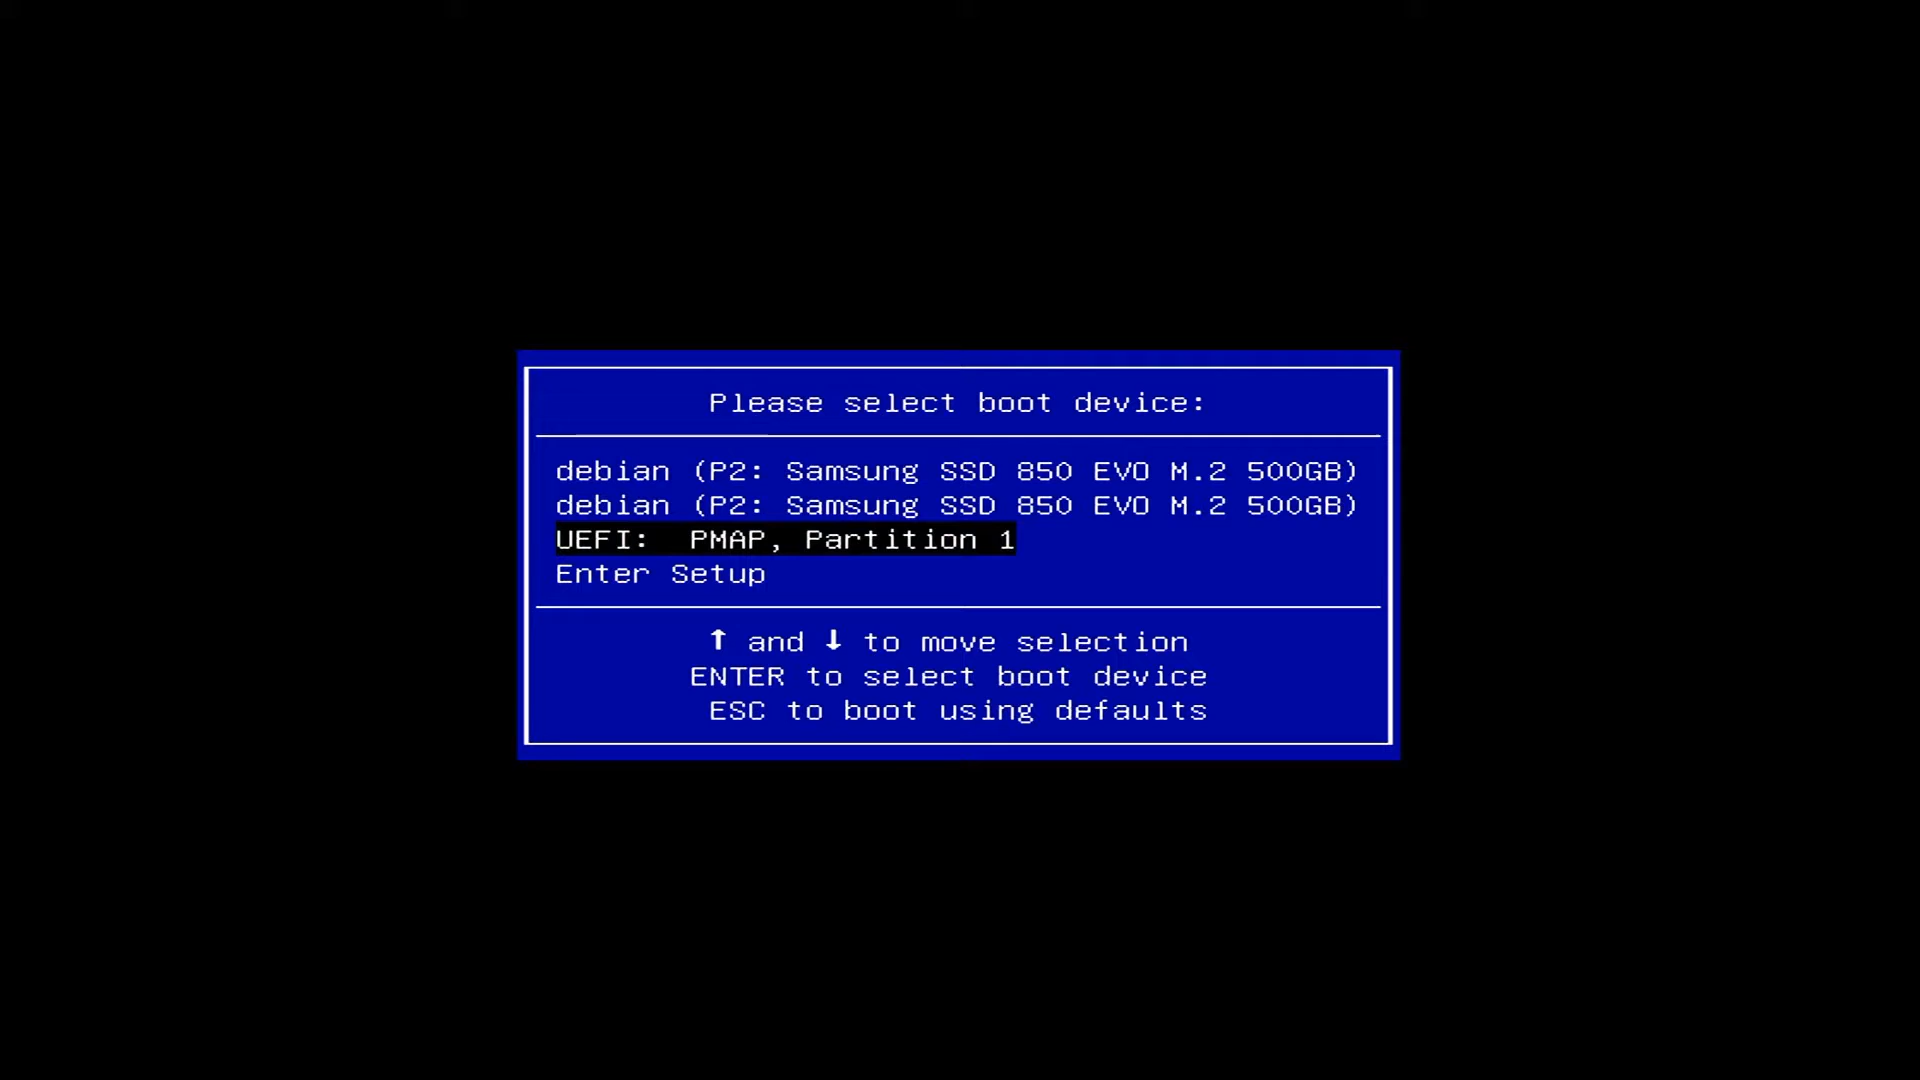 Please select boot device:
debian (P2: Samsung SSD 850 EVO M.2 500GB)
debian (P2: Samsung SSD 850 EVO M.2 500GB)
UEFI:  PMAP, Partition 1
Enter Setup
↑ and ↓ to move selection
ENTER to select boot device
ESC to boot using defaults